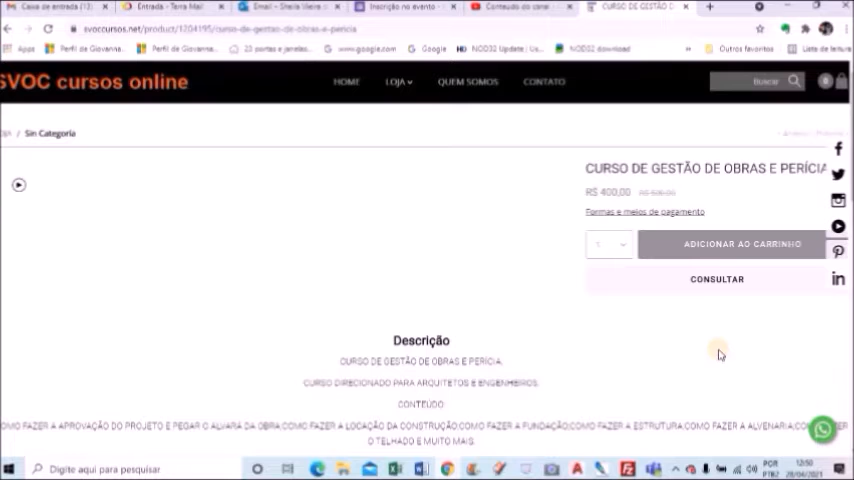 Caixa de entrada (13)
Entrada - Terra Mail
Email - Sheila Vieira
Inscrição no evento -
Conteúdo do canal
CURSO DE GESTÃO D
svoccursos.net/product/1204195/curso-de-gestao-de-obras-e-pericia
Apps
Perfil de Giovanna...
Perfil de Giovanna...
www.google.com
Google
NOD32 Update | Us...
NOD32 download
Outros favoritos
Lista de leitura
SVOC cursos online
HOME
LOJA
QUEM SOMOS
CONTATO
Buscar
0
/ Sin Categoría
CURSO DE GESTÃO DE OBRAS E PERÍCIA
R$ 400,00 R$ 500,00
Formas e meios de pagamento
1
ADICIONAR AO CARRINHO
CONSULTAR
Descrição
CURSO DE GESTÃO DE OBRAS E PERÍCIA.
CURSO DIRECIONADO PARA ARQUITETOS E ENGENHEIROS.
CONTEÚDO:
OMO FAZER A APROVAÇÃO DO PROJETO E PEGAR O ALVARÁ DA OBRA;COMO FAZER A LOCAÇÃO DA CONSTRUÇÃO;COMO FAZER A FUNDAÇÃO;COMO FAZER A ESTRUTURA;COMO FAZER A ALVENARIA;
O TELHADO E MUITO MAIS.
Digite aqui para pesquisar
POR
12:50
PTB2
28/04/2021